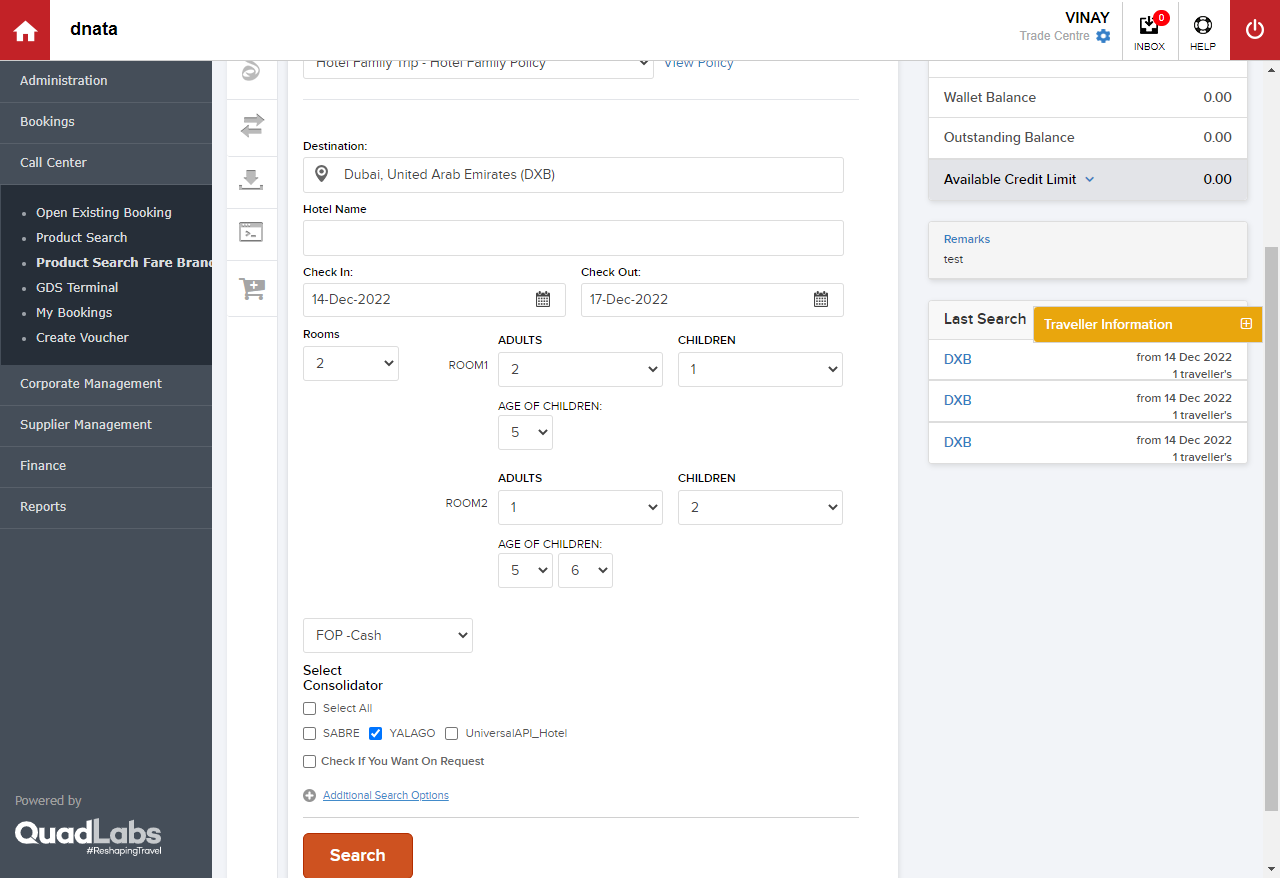 dnata
VINAY
Trade Centre
0
INBOX
HELP
Administration
Bookings
Call Center
Open Existing Booking
Product Search
Product Search Fare Bran
GDS Terminal
My Bookings
Create Voucher
Corporate Management
Supplier Management
Finance
Reports
Powered by
QuadLabs
#ReshapingTravel
Hotel Family Trip - Hotel Family Policy
View Policy
Destination:
Dubai, United Arab Emirates (DXB)
Hotel Name
Check In:
Check Out:
14-Dec-2022
17-Dec-2022
Rooms
2
ROOM1
ADULTS
CHILDREN
2
1
AGE OF CHILDREN:
5
ROOM2
ADULTS
CHILDREN
1
2
AGE OF CHILDREN:
5
6
FOP -Cash
Select
Consolidator
Select All
SABRE
YALAGO
UniversalAPI_Hotel
Check If You Want On Request
Additional Search Options
Search
Wallet Balance
0.00
Outstanding Balance
0.00
Available Credit Limit
0.00
Remarks
test
Last Search
Traveller Information
DXB
from 14 Dec 2022
1 traveller's
DXB
from 14 Dec 2022
1 traveller's
DXB
from 14 Dec 2022
1 traveller's